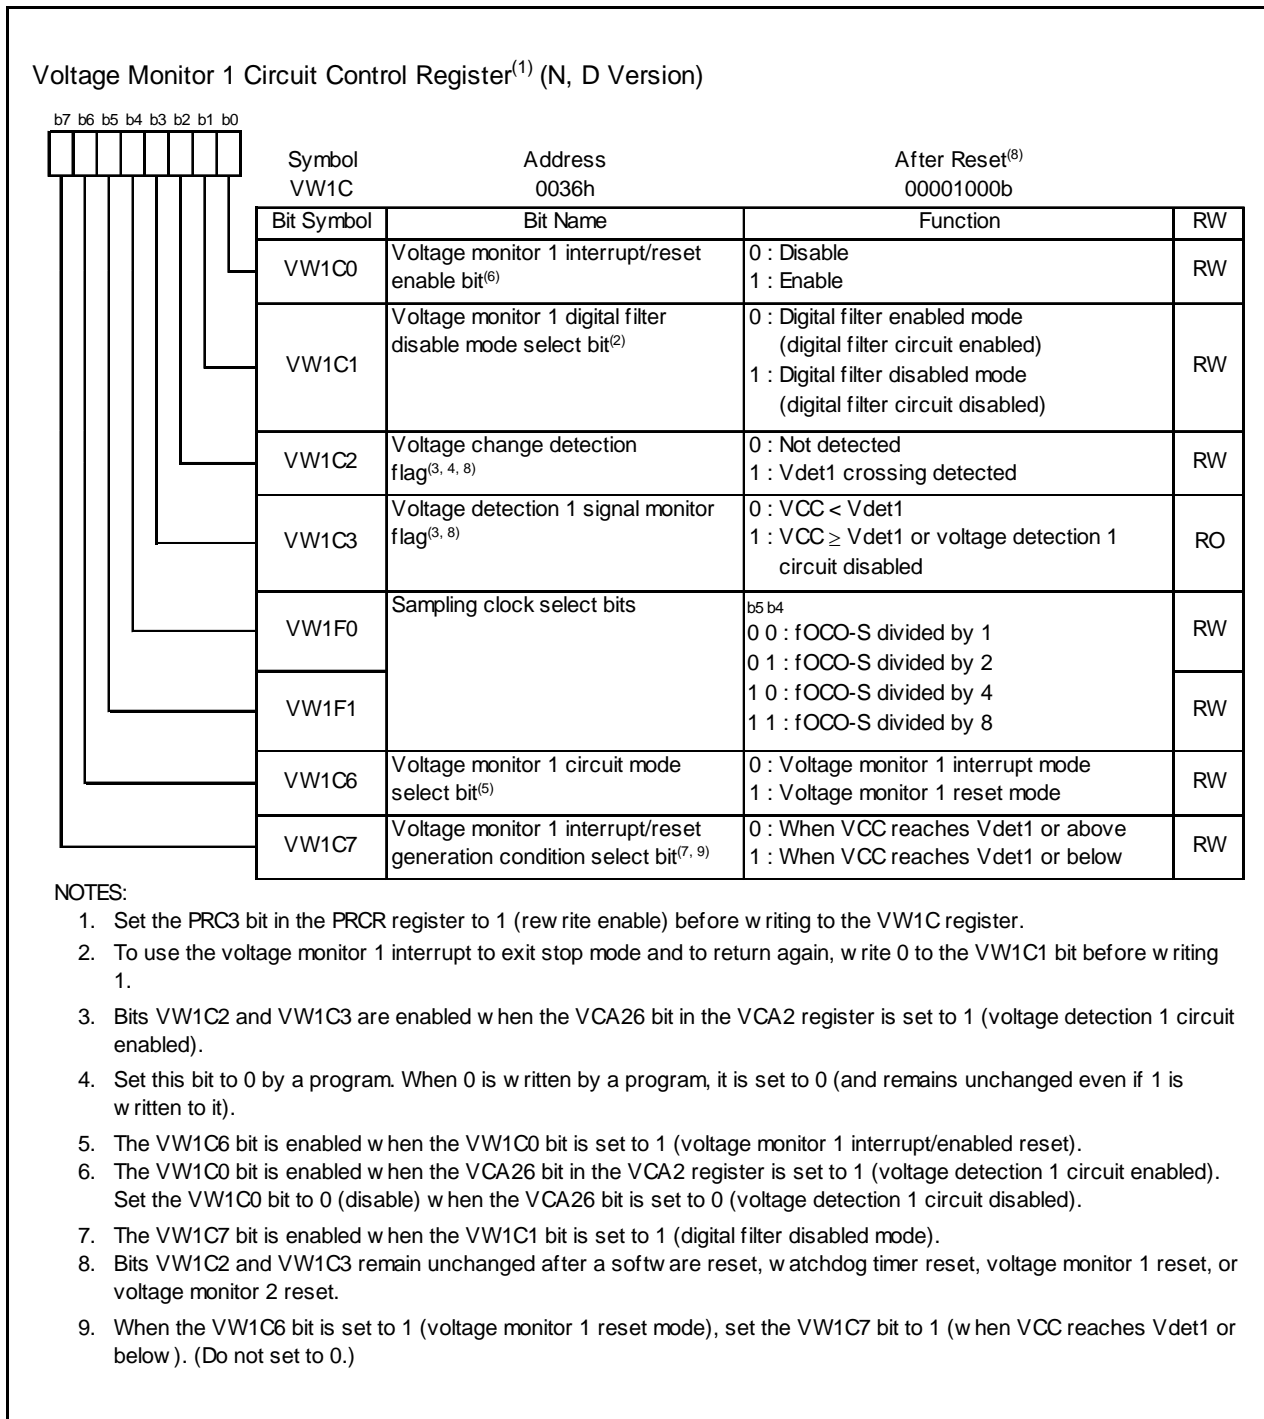 Voltage Monitor 1 Circuit Control Register(1) (N, D Version)
b7 b6 b5 b4 b3 b2 b1 b0
Symbol Address After Reset(8)
VW1C 0036h 00001000b
Bit Symbol Bit Name Function RW
VW1C0 Voltage monitor 1 interrupt/reset enable bit(6) 0 : Disable RW
1 : Enable
VW1C1 Voltage monitor 1 digital filter disable mode select bit(2) 0 : Digital filter enabled mode RW
(digital filter circuit enabled)
1 : Digital filter disabled mode
(digital filter circuit disabled)
VW1C2 Voltage change detection flag(3, 4, 8) 0 : Not detected RW
1 : Vdet1 crossing detected
VW1C3 Voltage detection 1 signal monitor flag(3, 8) 0 : VCC < Vdet1 RO
1 : VCC ≥ Vdet1 or voltage detection 1
circuit disabled
VW1F0 Sampling clock select bits b5 b4 RW
0 0 : fOCO-S divided by 1
0 1 : fOCO-S divided by 2
VW1F1 1 0 : fOCO-S divided by 4 RW
1 1 : fOCO-S divided by 8
VW1C6 Voltage monitor 1 circuit mode select bit(5) 0 : Voltage monitor 1 interrupt mode RW
1 : Voltage monitor 1 reset mode
VW1C7 Voltage monitor 1 interrupt/reset generation condition select bit(7, 9) 0 : When VCC reaches Vdet1 or above RW
1 : When VCC reaches Vdet1 or below
NOTES:
1. Set the PRC3 bit in the PRCR register to 1 (rewrite enable) before writing to the VW1C register.
2. To use the voltage monitor 1 interrupt to exit stop mode and to return again, write 0 to the VW1C1 bit before writing
1.
3. Bits VW1C2 and VW1C3 are enabled when the VCA26 bit in the VCA2 register is set to 1 (voltage detection 1 circuit
enabled).
4. Set this bit to 0 by a program. When 0 is written by a program, it is set to 0 (and remains unchanged even if 1 is
written to it).
5. The VW1C6 bit is enabled when the VW1C0 bit is set to 1 (voltage monitor 1 interrupt/enabled reset).
6. The VW1C0 bit is enabled when the VCA26 bit in the VCA2 register is set to 1 (voltage detection 1 circuit enabled).
Set the VW1C0 bit to 0 (disable) when the VCA26 bit is set to 0 (voltage detection 1 circuit disabled).
7. The VW1C7 bit is enabled when the VW1C1 bit is set to 1 (digital filter disabled mode).
8. Bits VW1C2 and VW1C3 remain unchanged after a software reset, watchdog timer reset, voltage monitor 1 reset, or
voltage monitor 2 reset.
9. When the VW1C6 bit is set to 1 (voltage monitor 1 reset mode), set the VW1C7 bit to 1 (when VCC reaches Vdet1 or
below). (Do not set to 0.)